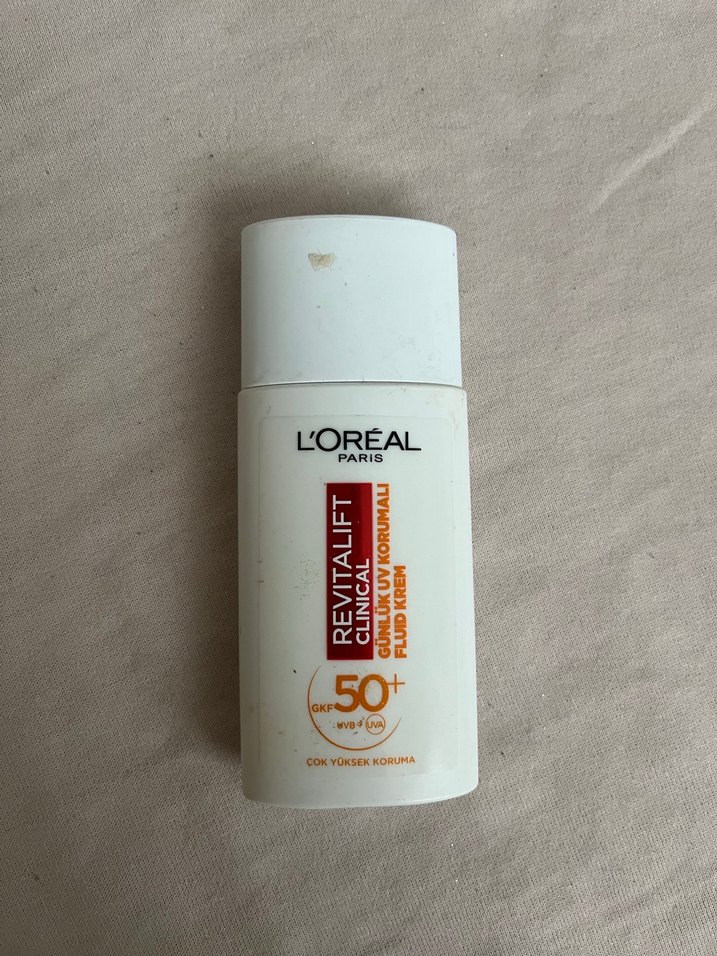 L'ORÉAL
PARiS
REVITALIFT
CLINICAL
GÜNLÜK UV KORUMALI
FLUID KREM
GKF 50+
UVB + UVA
ÇOK YÜKSEK KORUMA